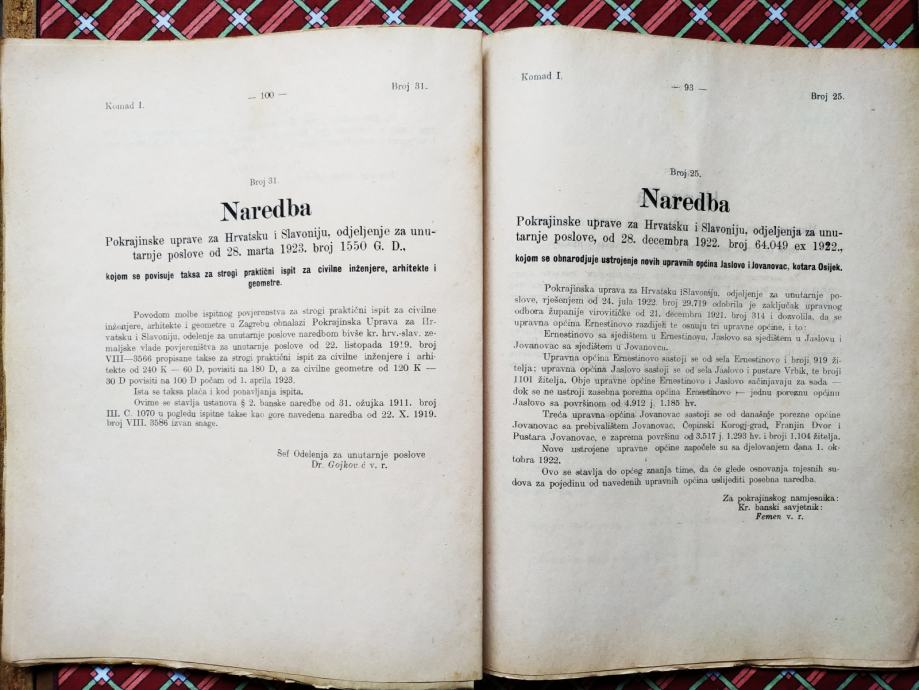 Komad I.
— 100 —
Broj 31.
Broj 31.
Naredba
Pokrajinske uprave za Hrvatsku i Slavoniju, odjeljenje za unu-
tarnje poslove od 28. marta 1923. broj 1550 G. D.,
kojom se povisuje taksa za strogi praktični ispit za civilne inženjere, arhitekte i
geometre.
Povodom molbe ispitnog povjerenstva za strogi praktični ispit za civilne
inženjere, arhitekte i geometre u Zagrebu obnalazi Pokrajinska Uprava za Hr-
vatsku i Slavoniju, odelenje za unutarnje poslove naredbom bivše kr. hrv.-slav. ze-
maljske vlade povjereništva za unutarnje poslove od 22. listopada 1919. broj
VIII—3566 propisane takse za strogi praktični ispit za civilne inženjere i arhi-
tekte od 240 K — 60 D, povisiti na 180 D, a za civilne geometre od 120 K —
30 D povisiti na 100 D počam od 1. aprila 1923.
Ista se taksa plaća i kod ponavljanja ispita.
Ovime se stavlja ustanova § 2. banske naredbe od 31. ožujka 1911. broj
III. C. 1070 u pogledu ispitne takse kao gore navedena naredba od 22. X. 1919.
broj VIII. 3586 izvan snage.
Šef Odelenja za unutarnje poslove
Dr. Gojkov ć v. r.
Komad I.
— 93 —
Broj 25.
Broj 25.
Naredba
Pokrajinske uprave za Hrvatsku i Slavoniju, odjeljenja za unu-
tarnje poslove, od 28. decembra 1922. broj 64.049 ex 1922.,
kojom se obnarodjuje ustrojenje novih upravnih općina Jaslovo i Jovanovac, kotara Osijek.
Pokrajinska uprava za Hrvatsku iSlavoniju, odjeljenje za unutarnje po-
slove, rješenjem od 24. jula 1922. broj 29.719 odobrila je zaključak upravnog
odbora županije virovitičke od 21. decembra 1921. broj 314 i dozvolila, da se
upravna općina Ernestinovo razdijeli te osnuju tri upravne općine, i to:
Ernestinovo sa sjedištem u Ernestinovu, Jaslovo sa sjedištem u Jaslovu i
Jovanovac sa sjedištem u Jovanovcu.
Upravna općina Ernestinovo sastoji se od sela Ernestinovo i broji 919 ži-
telja; upravna općina Jaslovo sastoji se od sela Jaslovo i pustare Vrbik, te broji
1101 žitelja. Obje upravne općine Ernestinovo i Jaslovo sačinjavaju za sada —
dok se ne ustroji zasebna porezna općina Ernestinovo — jednu poreznu općinu
Jaslovo sa površinom od 4.912 j. 1.185 hv.
Treća upravna općina Jovanovac sastoji se od današnje porezne općine
Jovanovac sa prebivalištem Jovanovac, Čepinski Korogj-grad, Franjin Dvor i
Pustara Jovanovac, e zaprema površinu od 3.517 j. 1.293 hv. i broji 1.104 žitelja.
Nove ustrojene upravne općine započele su sa djelovanjem dana 1. ok-
tobra 1922.
Ovo se stavlja do općeg znanja time, da će glede osnovanja mjesnih su-
dova za pojedinu od navedenih upravnih općina uslijediti posebna naredba.
Za pokrajinskog namjesnika:
Kr. banski savjetnik:
Femen v. r.